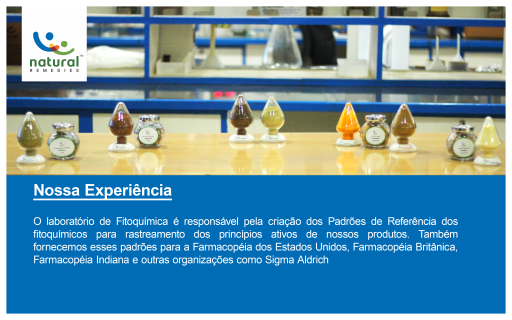 natural
REMEDIES
Nossa Experiência
O laboratório de Fitoquímica é responsável pela criação dos Padrões de Referência dos
fitoquímicos para rastreamento dos princípios ativos de nossos produtos. Também
fornecemos esses padrões para a Farmacopéia dos Estados Unidos, Farmacopéia Britânica,
Farmacopéia Indiana e outras organizações como Sigma Aldrich